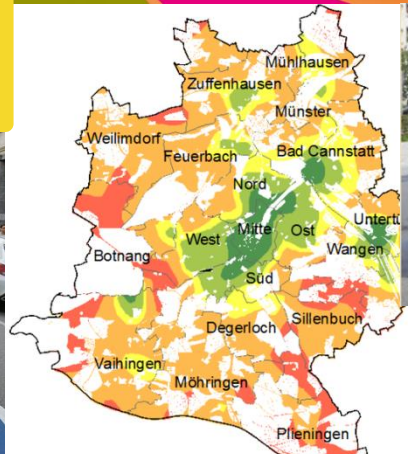 Mühlhausen
Zuffenhausen
Münster
Weilimdorf
Feuerbach
Bad Cannstatt
Nord
Untertü
West
Mitte
Ost
Wangen
Botnang
Süd
Degerloch
Sillenbuch
Vaihingen
Möhringen
Plieningen